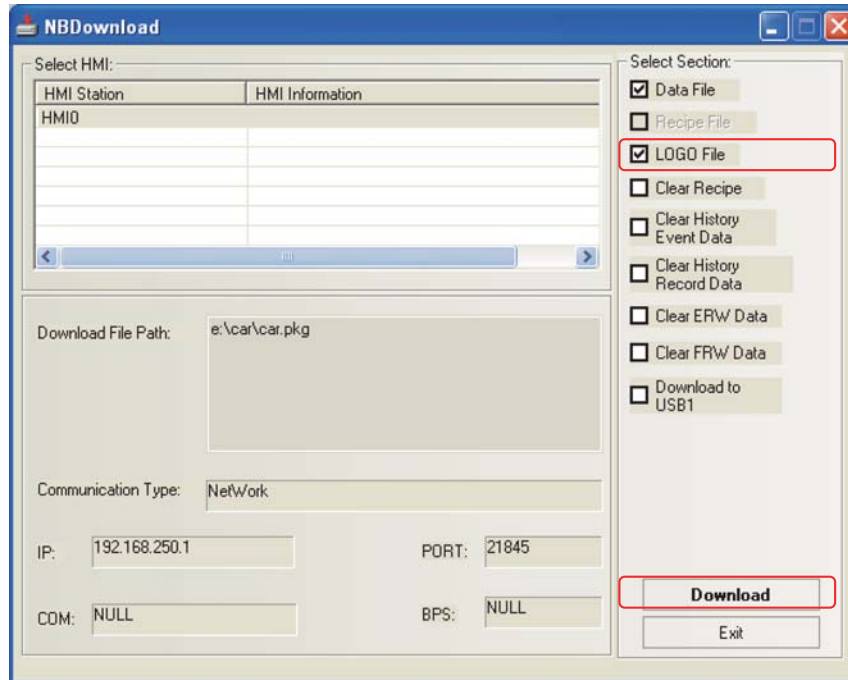 NBDownload
Select HMI:
HMI Station HMI Information
HMI0
Download File Path: e:\car\car.pkg
Communication Type: NetWork
IP: 192.168.250.1 PORT: 21845
COM: NULL BPS: NULL
Select Section:
Data File
Recipe File
LOGO File
Clear Recipe
Clear History
Event Data
Clear History
Record Data
Clear ERW Data
Clear FRW Data
Download to
USB1
Download
Exit